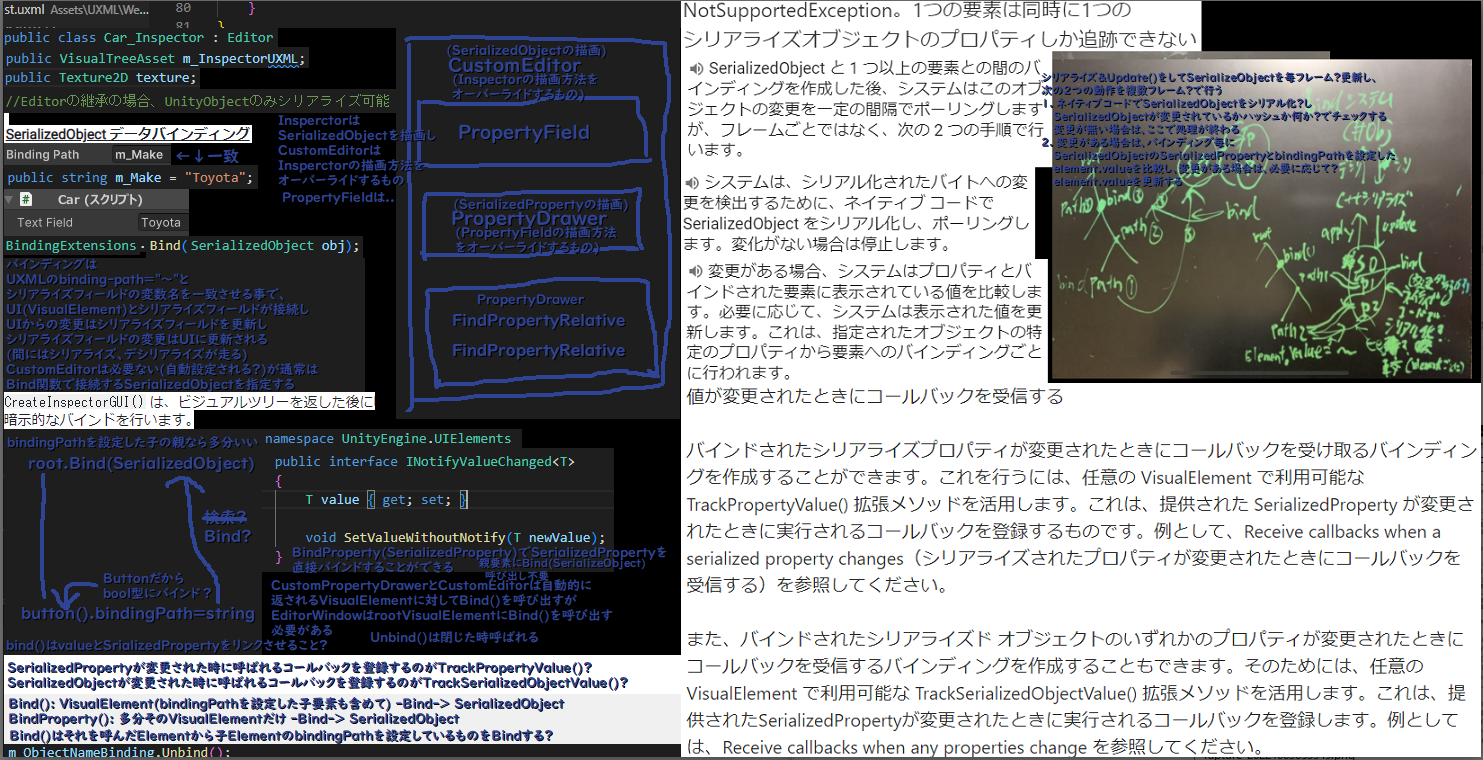 st.uxml Assets\UXML\We...
80 }
81 }
public class Car_Inspector : Editor
public VisualTreeAsset m_InspectorUXML;
public Texture2D texture;
//Editorの継承の場合、UnityObjectのみシリアライズ可能
SerializedObject データバインディング
Binding Path m_Make ←↓一致
public string m_Make = "Toyota";
# Car (スクリプト)
Text Field Toyota
BindingExtensions.Bind(SerializedObject obj);
バインディングは
UXMLのbinding-path="～"と
シリアライズフィールドの変数名を一致させる事で、
UI(VisualElement)とシリアライズフィールドが接続し
UIからの変更はシリアライズフィールドを更新し
シリアライズフィールドの変更はUIに更新される
(間にはシリアライズ、デシリアライズが走る)
CustomEditorは必要ない(自動設定される?)が通常は
Bind関数で接続するSerializedObjectを指定する
CreateInspectorGUI() は、ビジュアルツリーを返した後に
暗示的なバインドを行います。
Insperctorは
SerializedObjectを描画し
CustomEditorは
Insperctorの描画方法を
オーバーライドするもの
PropertyFieldは..
(SerializedObjectの描画)
CustomEditor
(Inspectorの描画方法を
オーバーライドするもの)
PropertyField
(SerializedPropertyの描画)
PropertyDrawer
(PropertyFieldの描画方法
をオーバーライドするもの)
PropertyDrawer
FindPropertyRelative
FindPropertyRelative
bindingPathを設定した子の親なら多分いい
root.Bind(SerializedObject)
検索?
Bind?
Buttonだから
bool型にバインド?
button().bindingPath=string
bind()はvalueとSrializedPropertyをリンクさせること?
namespace UnityEngine.UIElements
public interface INotifyValueChanged<T>
{
T value { get; set; }
void SetValueWithoutNotify(T newValue);
}
BindProperty(SerializedProperty)でSerializedPropertyを
直接バインドすることができる
親要素にBind(SerializeObject)
呼び出し不要
CustomPropertyDrawerとCustomEditorは自動的に
返されるVisualElementに対してBind()を呼び出すが
EditorWindowはrootVisualElementにBind()を呼び出す
必要がある
Unbind()は閉じた時呼ばれる
SerializedPropertyが変更された時に呼ばれるコールバックを登録するのがTrackPropertyValue()?
SerializedObjectが変更された時に呼ばれるコールバックを登録するのがTrackSerializedObjectValue()?
Bind(): VisualElement(bindingPathを設定した子要素も含めて) -Bind-> SerializedObject
BindProperty(): 多分そのVisualElementだけ -Bind-> SerializedObject
Bind()はそれを呼んだElementから子ElementのbindingPathを設定しているものをBindする?
m_ObjectNameBinding.Unbind();
NotSupportedException。1つの要素は同時に1つの
シリアライズオブジェクトのプロパティしか追跡できない
SerializedObject と 1 つ以上の要素との間のバ
インディングを作成した後、システムはこのオブ
ジェクトの変更を一定の間隔でポーリングします
が、フレームごとではなく、次の 2 つの手順で行
います。
システムは、シリアル化されたバイトへの変
更を検出するために、ネイティブ コードで
SerializedObject をシリアル化し、ポーリングし
ます。変化がない場合は停止します。
変更がある場合、システムはプロパティとバ
インドされた要素に表示されている値を比較しま
す。必要に応じて、システムは表示された値を更
新します。これは、指定されたオブジェクトの特
定のプロパティから要素へのバインディングごと
に行われます。
シリアライズ&Update()をしてSerializeObjectを毎フレーム?更新し、
次の2つの動作を複数フレーム?で行う
1、ネイティブコードでSerializedObjectをシリアル化?し
SerializedObjectが変更されているかハッシュか何か?でチェックする
変更が無い場合は、ここで処理が終わる
2、変更がある場合は、バインディング毎に
SerializedObjectのSerializedPropertyとbindingPathを設定した
element.valueを比較し、変更がある場合は、必要に応じて?
element.valueを更新する
path①
bind
path②
bind path①
root
bind()
apply
update
bind
path2
Element.value=～
値が変更されたときにコールバックを受信する
バインドされたシリアライズプロパティが変更されたときにコールバックを受け取るバインディン
グを作成することができます。これを行うには、任意の VisualElement で利用可能な
TrackPropertyValue() 拡張メソッドを活用します。これは、提供された SerializedProperty が変更さ
れたときに実行されるコールバックを登録するものです。例として、Receive callbacks when a
serialized property changes（シリアライズされたプロパティが変更されたときにコールバックを
受信する）を参照してください。
また、バインドされたシリアライズド オブジェクトのいずれかのプロパティが変更されたときに
コールバックを受信するバインディングを作成することもできます。そのためには、任意の
VisualElement で利用可能な TrackSerializedObjectValue() 拡張メソッドを活用します。これは、提
供されたSerializedPropertyが変更されたときに実行されるコールバックを登録します。例として
は、Receive callbacks when any properties change を参照してください。